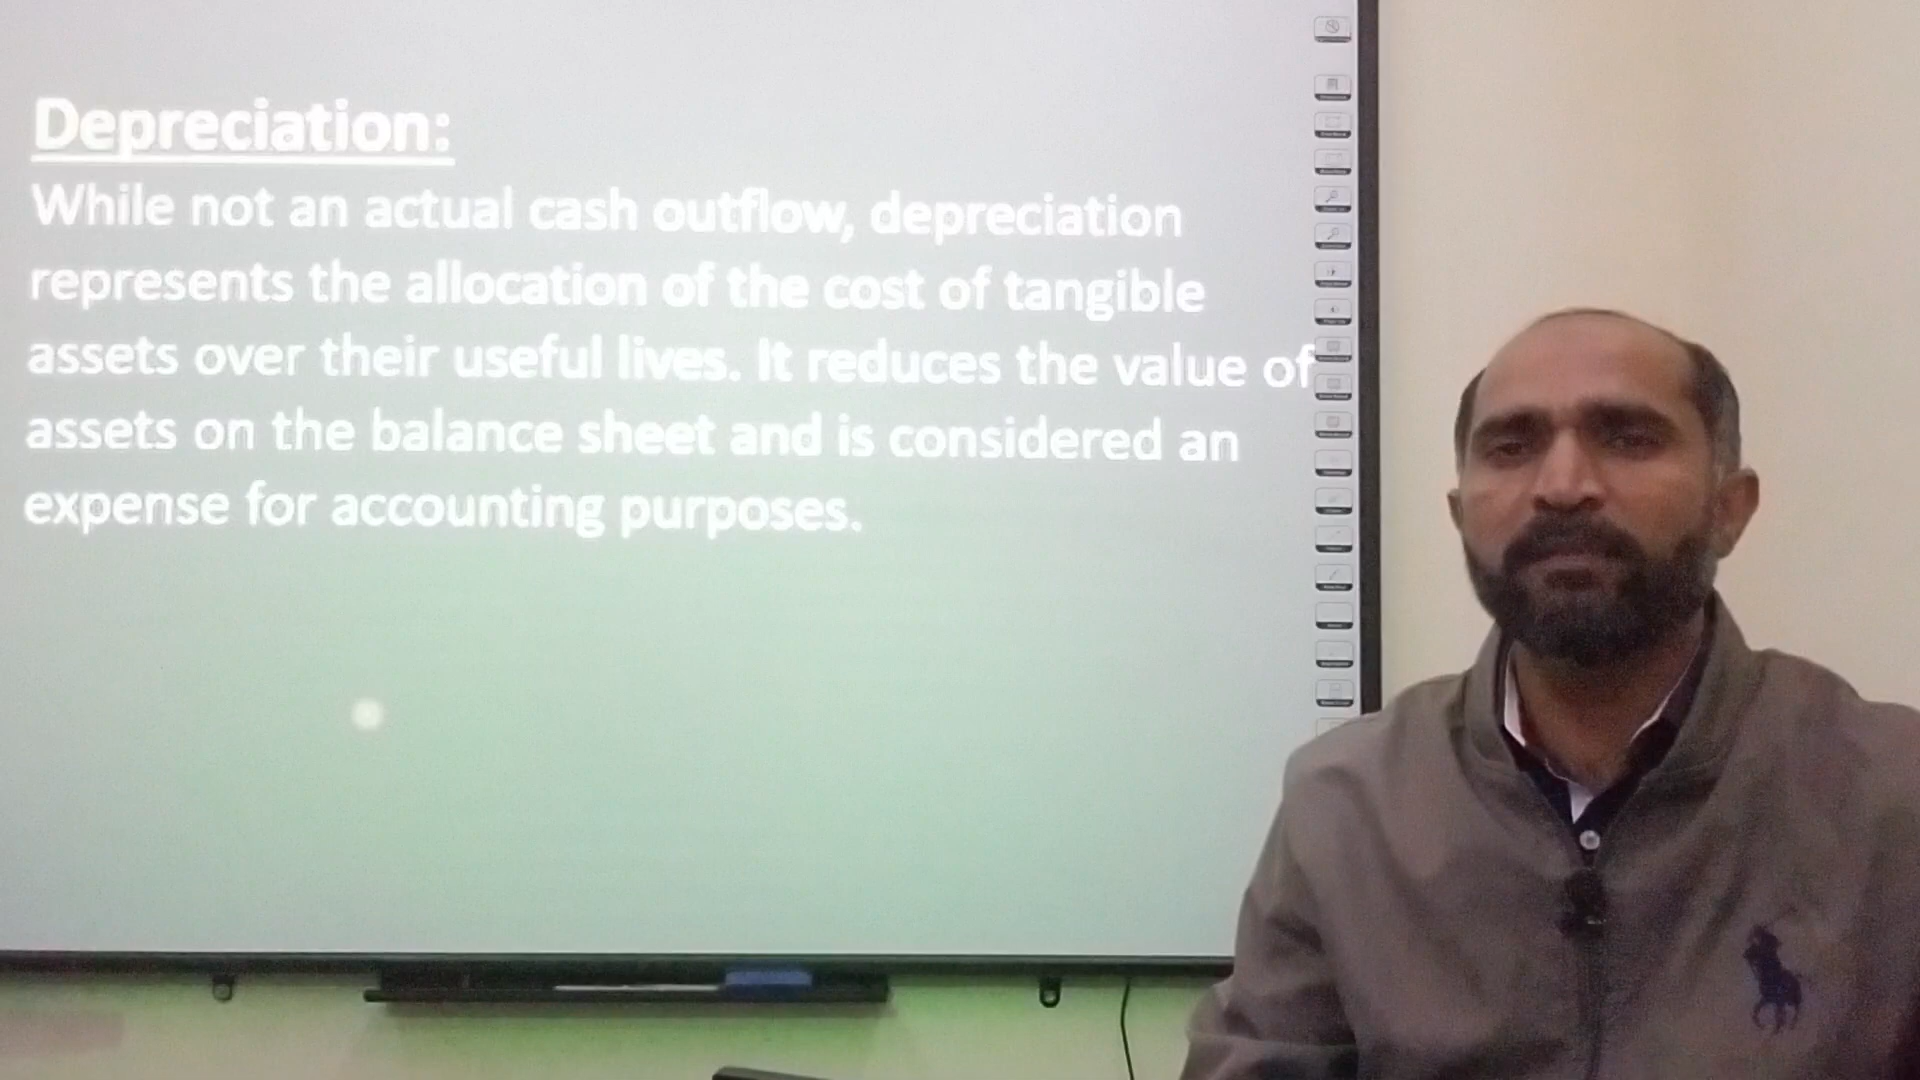 Depreciation:
While not an actual cash outflow, depreciation
represents the allocation of the cost of tangible
assets over their useful lives. It reduces the value of
assets on the balance sheet and is considered an
expense for accounting purposes.